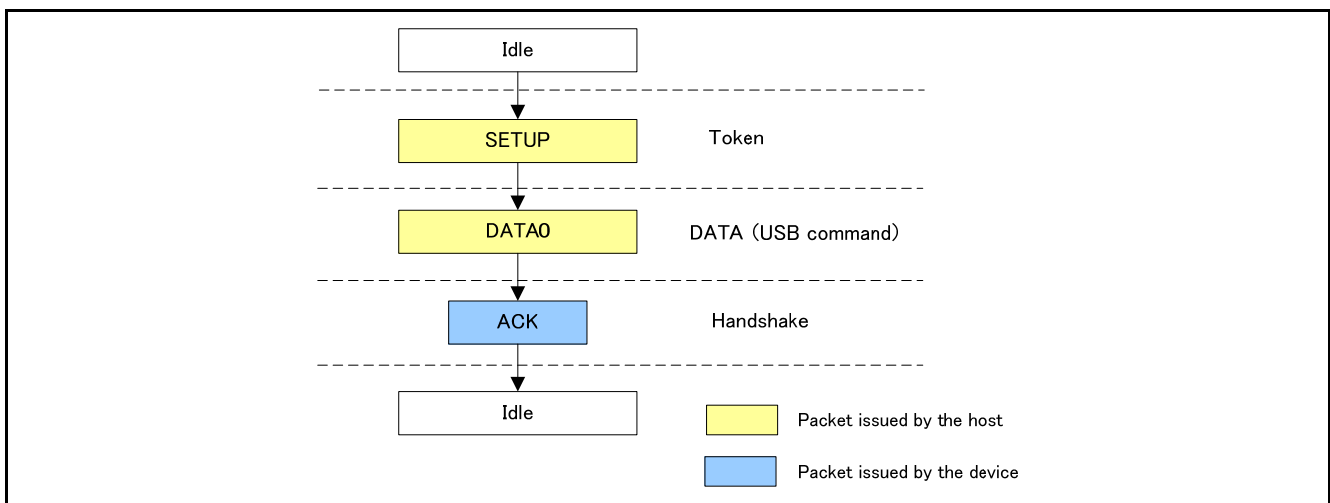 Idle
SETUP
Token
DATA0
DATA (USB command)
ACK
Handshake
Idle
Packet issued by the host
Packet issued by the device